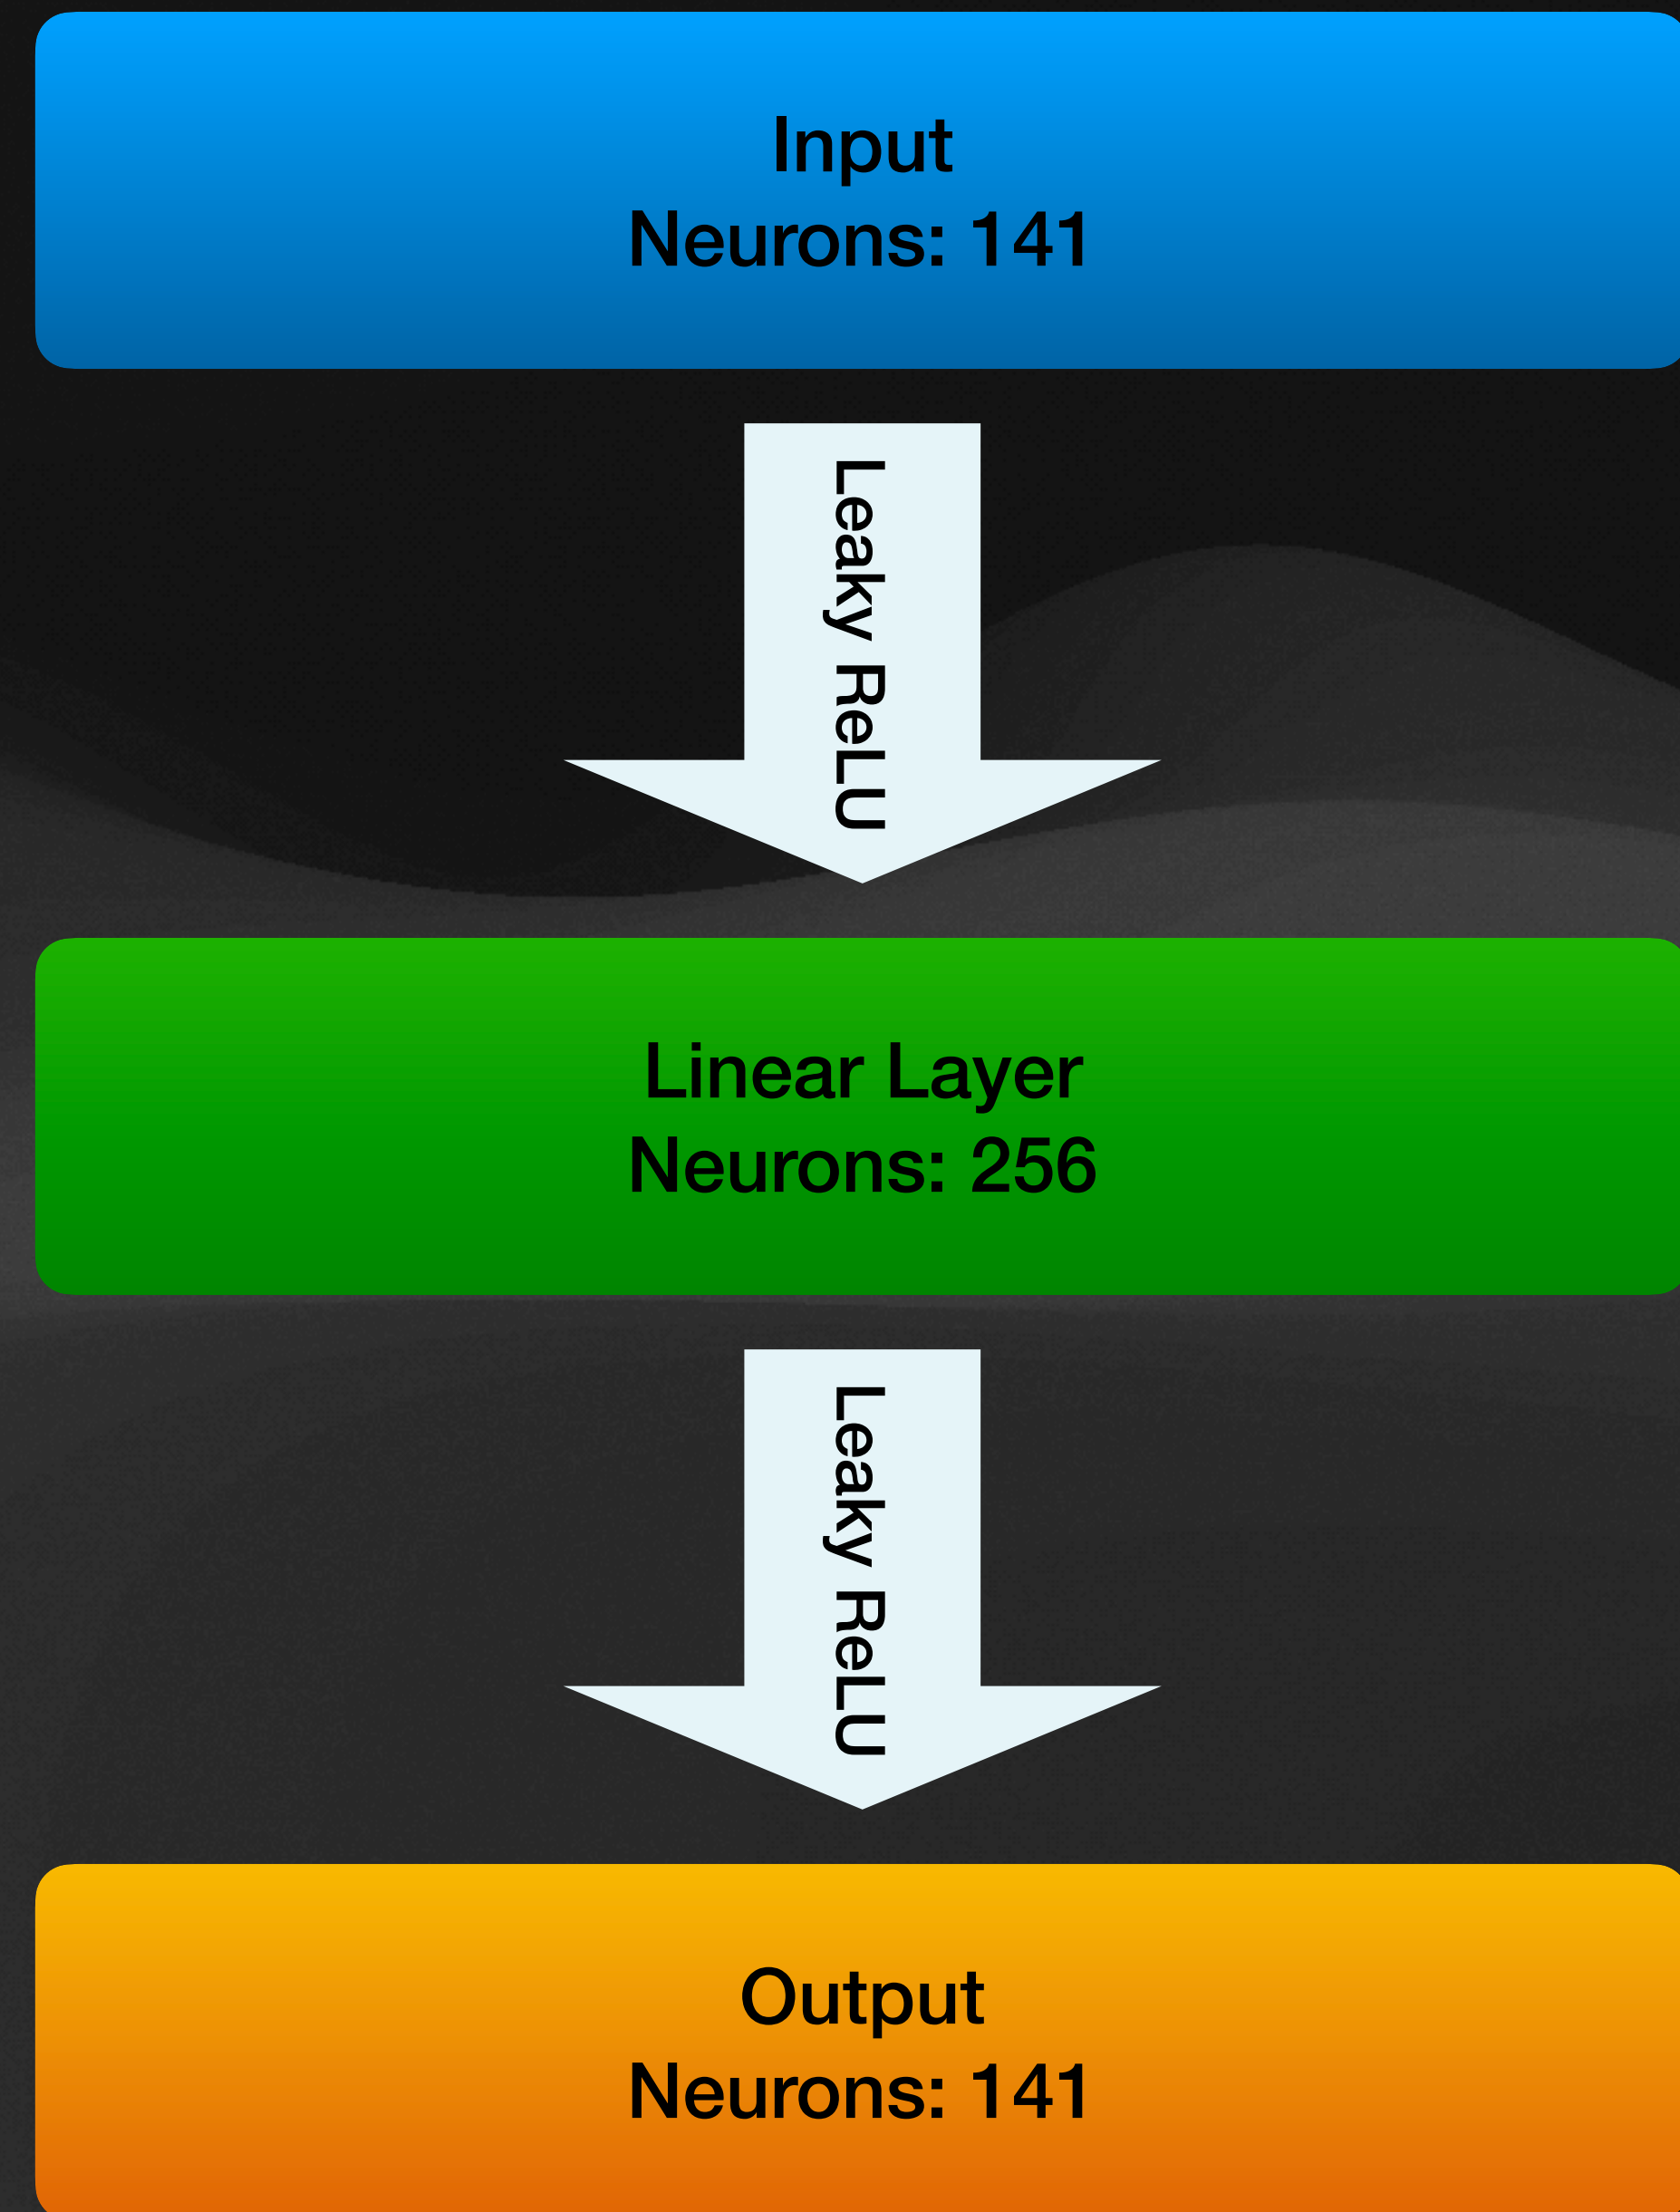 Input
Neurons: 141
Leaky ReLU
Linear Layer
Neurons: 256
Leaky ReLU
Output
Neurons: 141